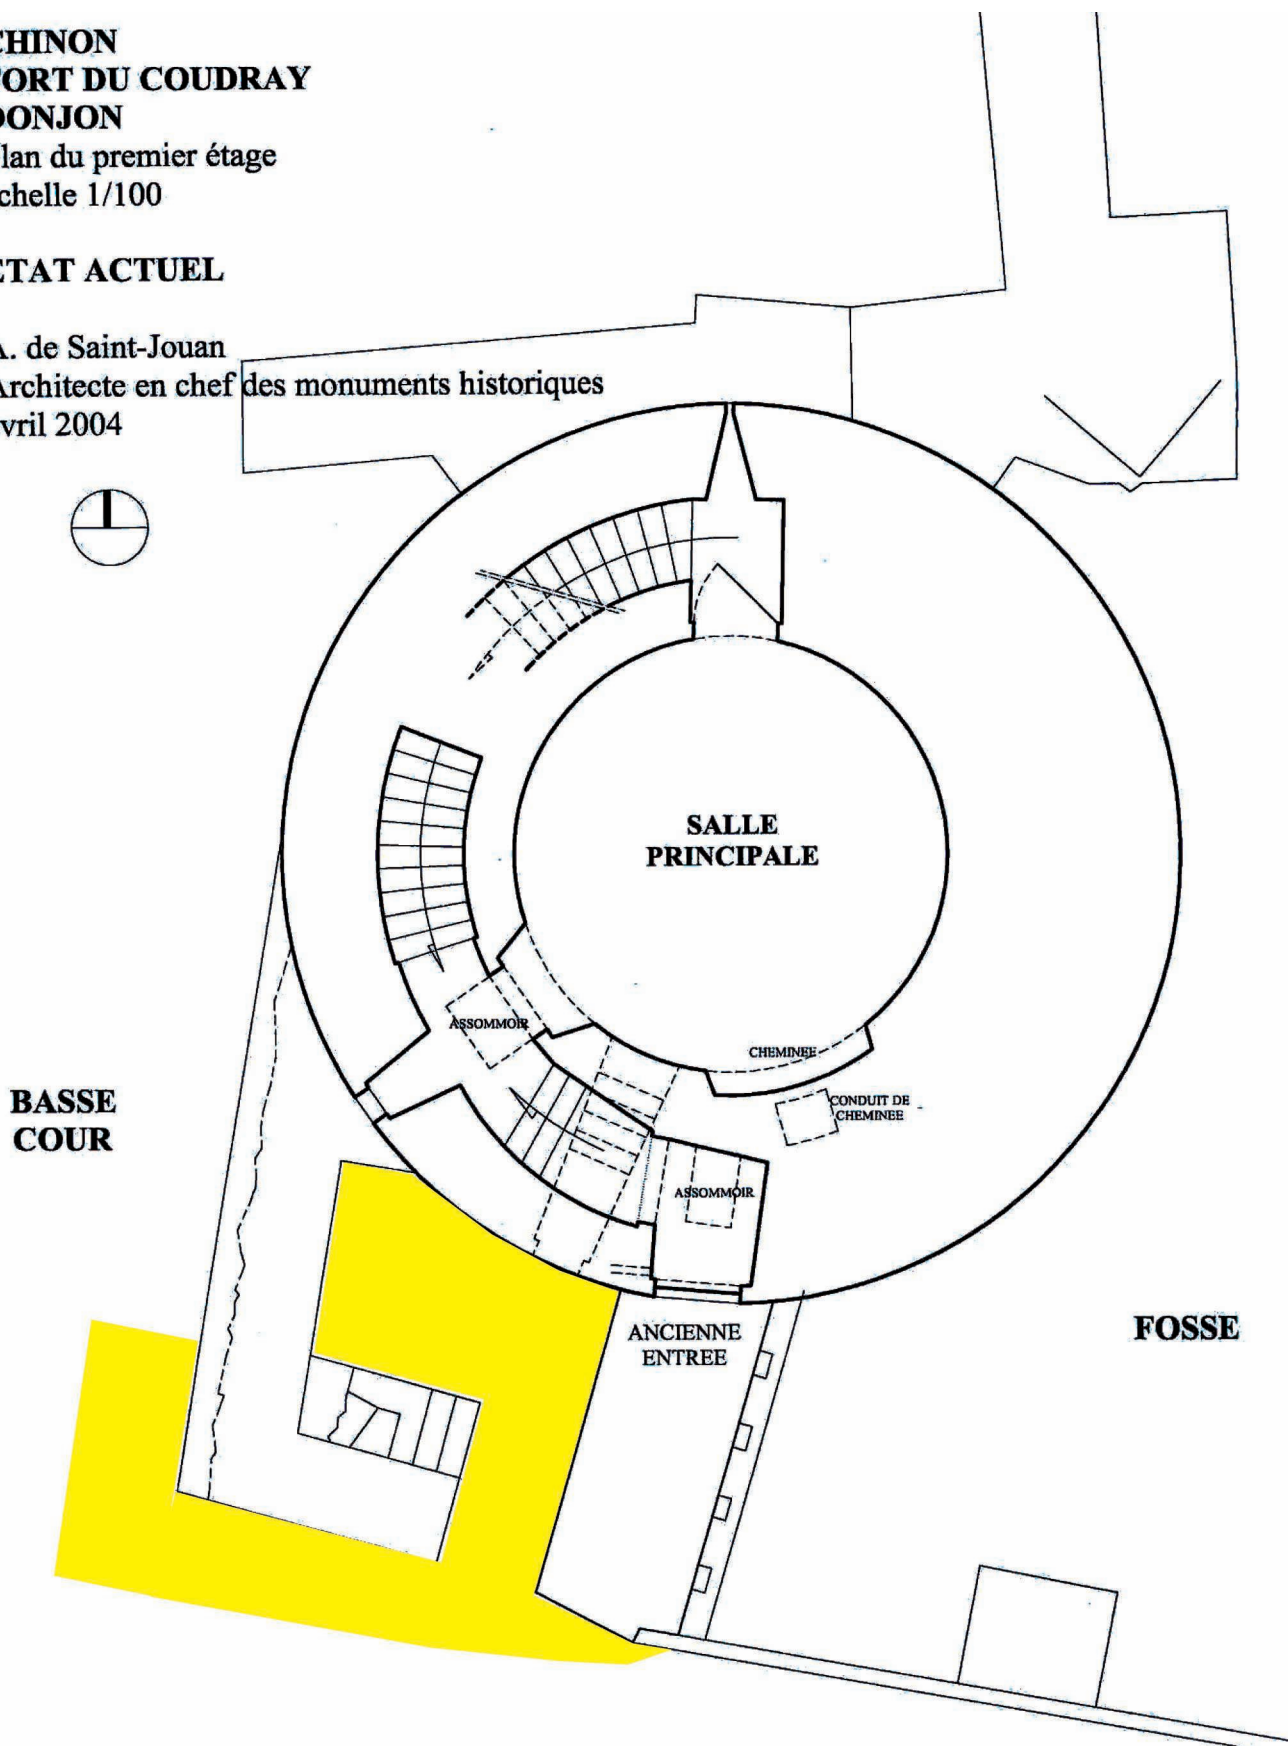 CHINON
FORT DU COUDRAY
DONJON
lan du premier étage
chelle 1/100
ETAT ACTUEL
A. de Saint-Jouan
Architecte en chef des monuments historiques
vril 2004
SALLE
PRINCIPALE
ASSOMMOIR
CHEMINEE
CONDUIT DE
CHEMINEE
BASSE
COUR
ASSOMMOIR
ANCIENNE
ENTREE
FOSSE